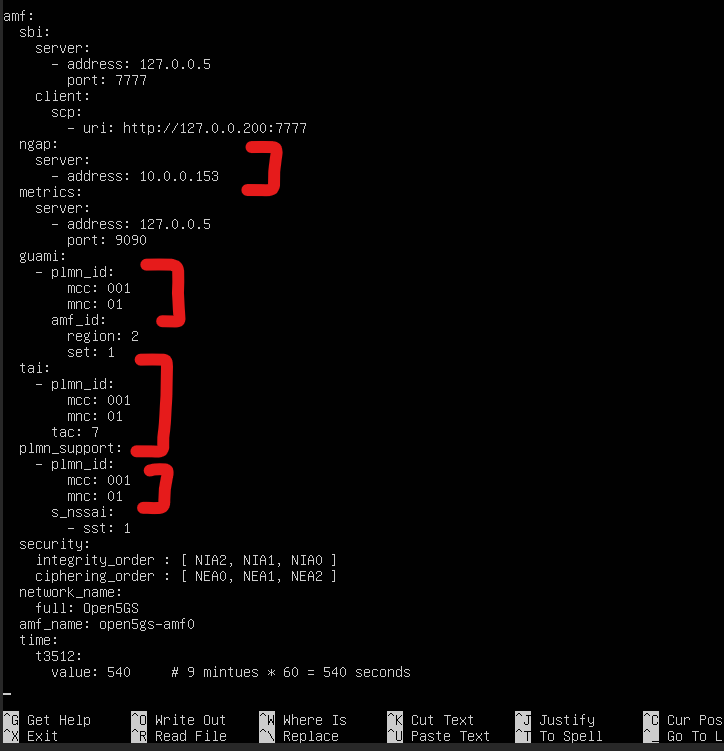 amf:
  sbi:
    server:
      - address: 127.0.0.5
        port: 7777
    client:
      scp:
        - uri: http://127.0.0.200:7777
  ngap:
    server:
      - address: 10.0.0.153
  metrics:
    server:
      - address: 127.0.0.5
        port: 9090
  guami:
    - plmn_id:
        mcc: 001
        mnc: 01
      amf_id:
        region: 2
        set: 1
  tai:
    - plmn_id:
        mcc: 001
        mnc: 01
      tac: 7
  plmn_support:
    - plmn_id:
        mcc: 001
        mnc: 01
      s_nssai:
        - sst: 1
  security:
    integrity_order : [ NIA2, NIA1, NIA0 ]
    ciphering_order : [ NEA0, NEA1, NEA2 ]
  network_name:
    full: Open5GS
  amf_name: open5gs-amf0
  time:
    t3512:
      value: 540     # 9 mintues * 60 = 540 seconds
^G Get Help ^O Write Out ^W Where Is ^K Cut Text ^J Justify ^C Cur Pos
^X Exit ^R Read File ^\ Replace ^U Paste Text ^T To Spell ^_ Go To L